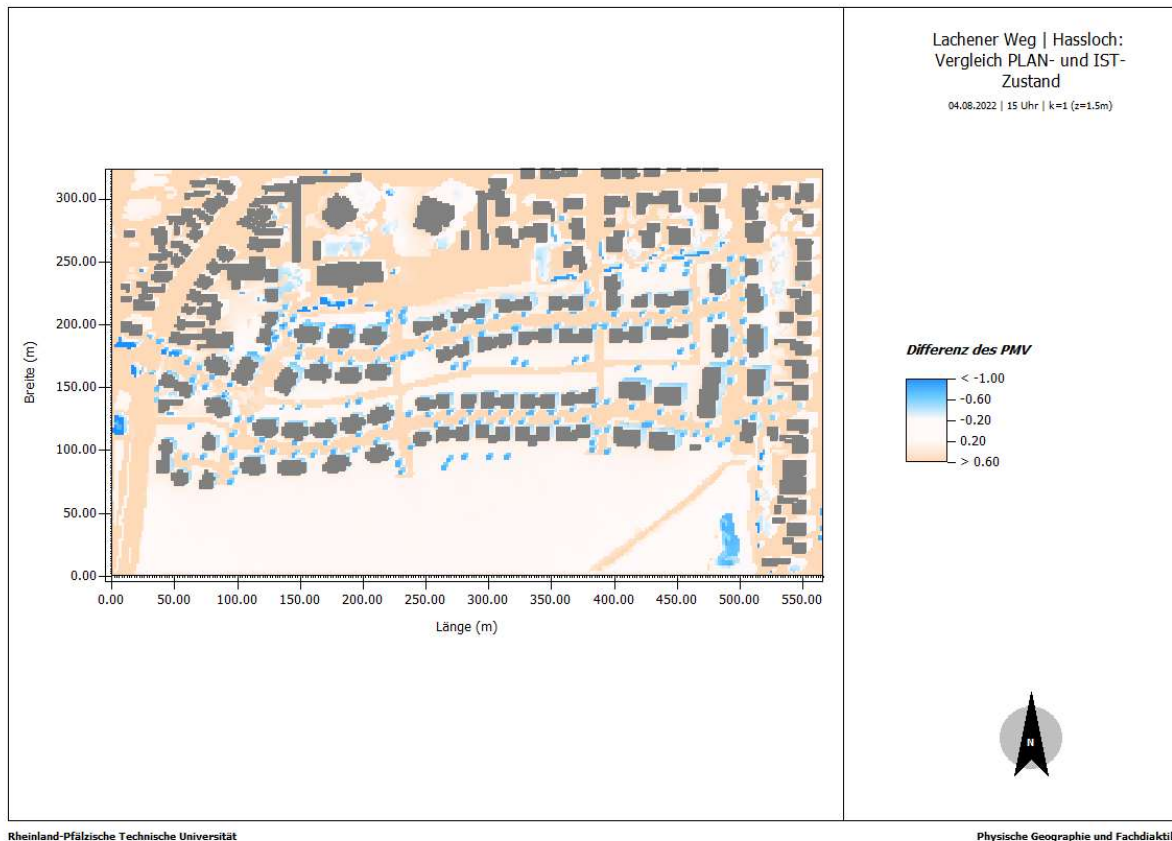 Lachener Weg | Hassloch:
Vergleich PLAN- und IST-
Zustand
04.08.2022 | 15 Uhr | k=1 (z=1.5m)
300.00
250.00
200.00
150.00
100.00
50.00
0.00
Breite (m)
0.00 50.00 100.00 150.00 200.00 250.00 300.00 350.00 400.00 450.00 500.00 550.00
Länge (m)
Differenz des PMV
< -1.00
-0.60
-0.20
0.20
> 0.60
N
Rheinland-Pfälzische Technische Universität
Physische Geographie und Fachdiaktik